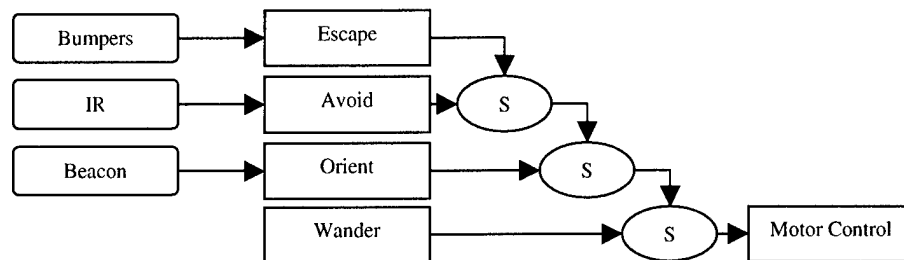 Bumpers
Escape
IR
Avoid
S
Beacon
Orient
S
Wander
S
Motor Control